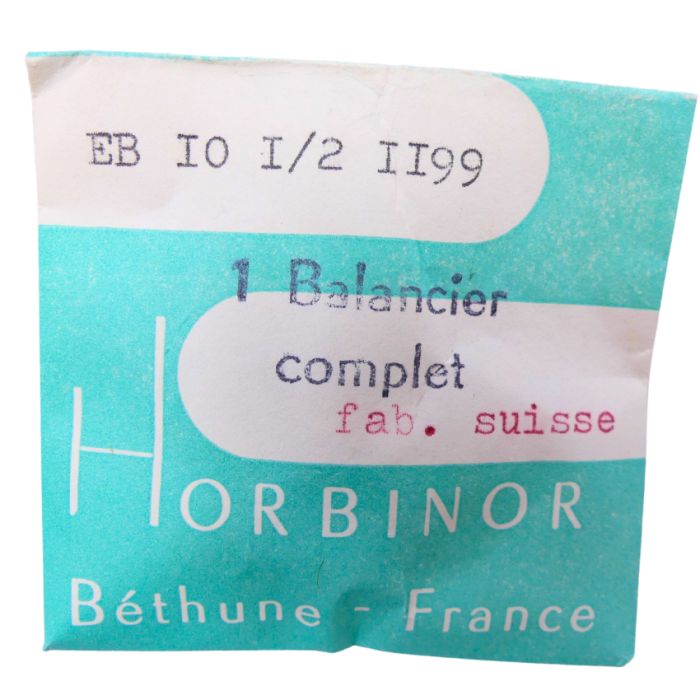 EB IO I/2 II99
1 Balancier
complet
fab. suisse
HORBINOR
Béthune - France